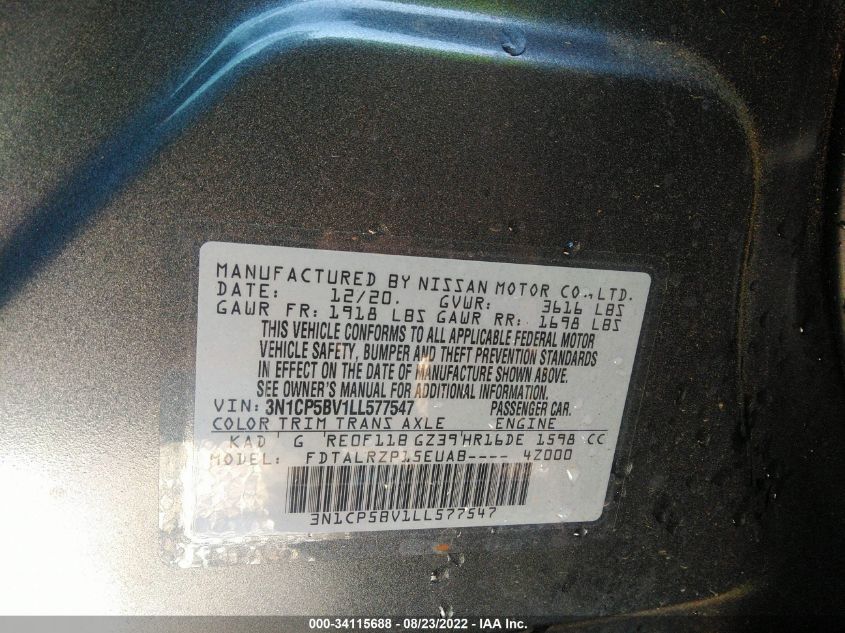 MANUFACTURED BY NISSAN MOTOR CO.,LTD.
DATE: 12/20. GVWR: 3616 LBS
GAWR FR: 1918 LBS GAWR RR: 1698 LBS
THIS VEHICLE CONFORMS TO ALL APPLICABLE FEDERAL MOTOR
VEHICLE SAFETY, BUMPER AND THEFT PREVENTION STANDARDS
IN EFFECT ON THE DATE OF MANUFACTURE SHOWN ABOVE.
SEE OWNER'S MANUAL FOR ADDITIONAL INFORMATION.
VIN: 3N1CP5BV1LL577547 PASSENGER CAR.
COLOR TRIM TRANS AXLE ENGINE
KAD G RE0F11B GZ39 HR16DE 1598 CC
MODEL: FDTALRZP15EUAB---- 4Z000
3N1CP5BV1LL577547
000-34115688 - 08/23/2022 - IAA Inc.